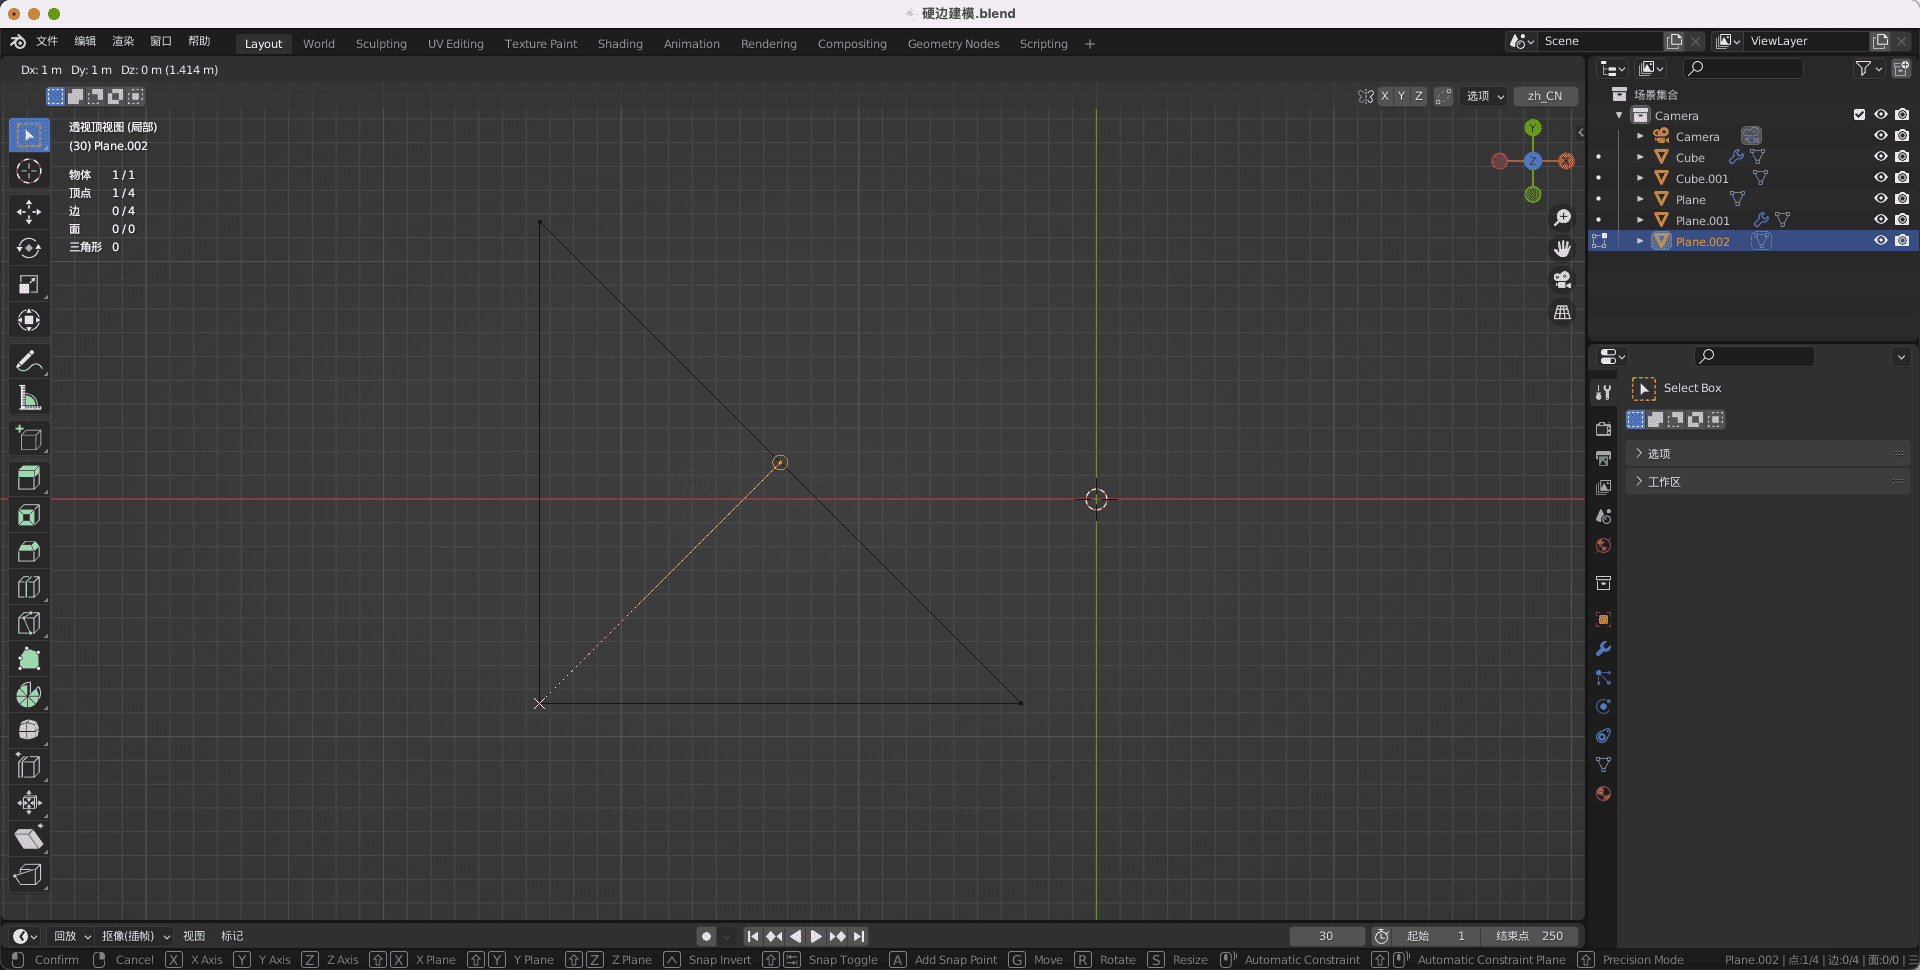 硬边建模.blend
文件 编辑 渲染 窗口 帮助 Layout World Sculpting UV Editing Texture Paint Shading Animation Rendering Compositing Geometry Nodes Scripting + Scene ViewLayer
Dx: 1 m Dy: 1 m Dz: 0 m (1.414 m)
X Y Z 选项 zh_CN
场景集合
Camera
Camera
Cube
Cube.001
Plane
Plane.001
Plane.002
透视顶视图 (局部)
(30) Plane.002
物体 1/1
顶点 1/4
边 0/4
面 0/0
三角形 0
Y
Z
X
Select Box
选项
工作区
回放 抠像(插帧) 视图 标记 30 起始 1 结束点 250
Confirm Cancel X X Axis Y Y Axis Z Z Axis X X Plane Y Y Plane Z Z Plane Snap Invert Snap Toggle A Add Snap Point G Move R Rotate S Resize Automatic Constraint Automatic Constraint Plane Precision Mode Plane.002 | 点:1/4 | 边:0/4 | 面:0/0 | 三